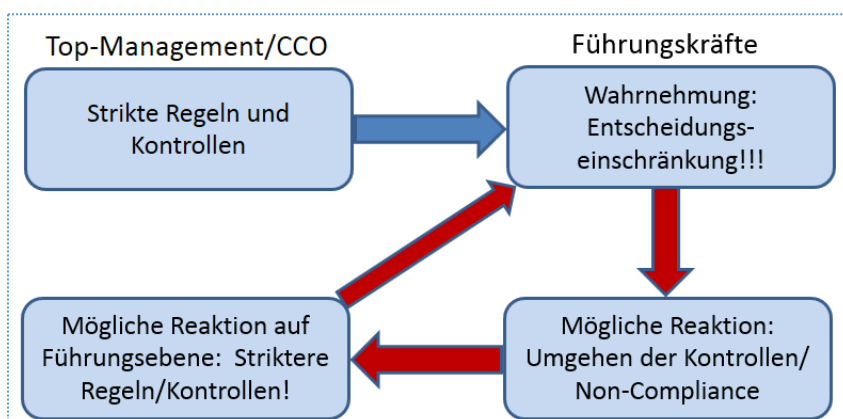 Top-Management/CCO
Führungskräfte
Strikte Regeln und
Kontrollen
Wahrnehmung:
Entscheidungs-
einschränkung!!!
Mögliche Reaktion auf
Führungsebene: Striktere
Regeln/Kontrollen!
Mögliche Reaktion:
Umgehen der Kontrollen/
Non-Compliance